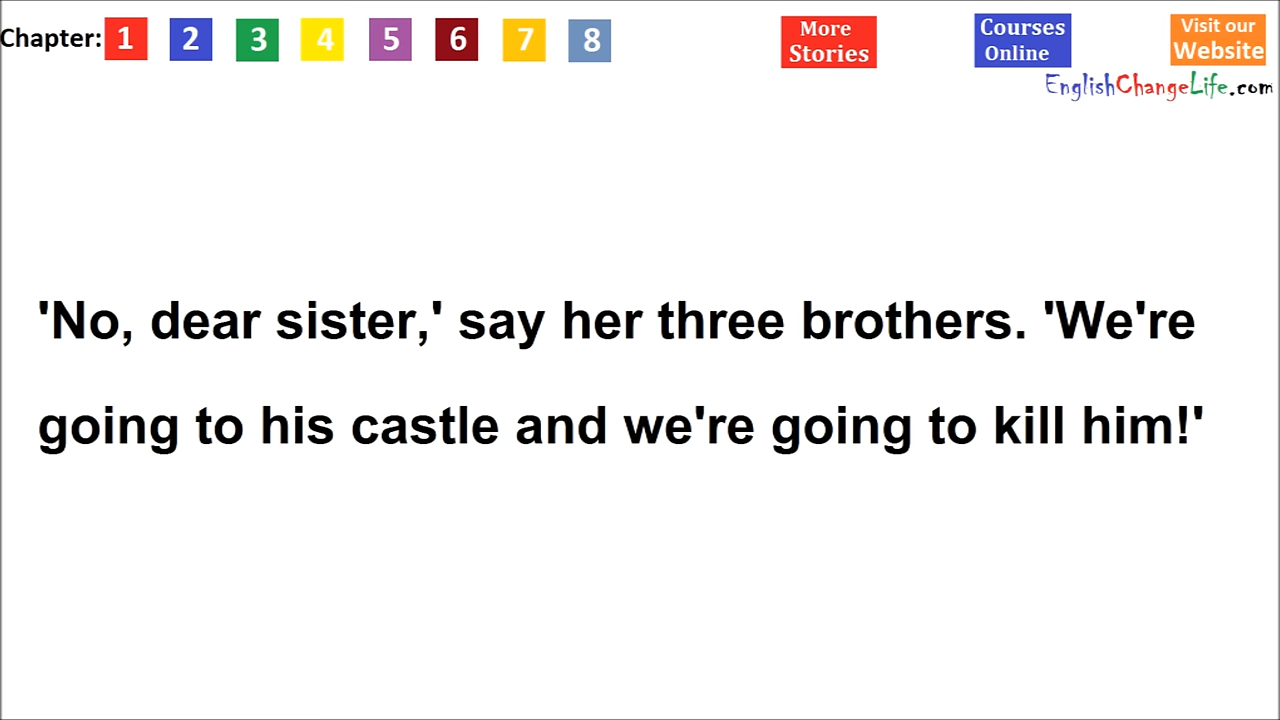 Chapter: 1 2 3 4 5 6 7 8
More
Stories
Courses
Online
Visit our
Website
EnglishChangeLife.com
'No, dear sister,' say her three brothers. 'We're
going to his castle and we're going to kill him!'